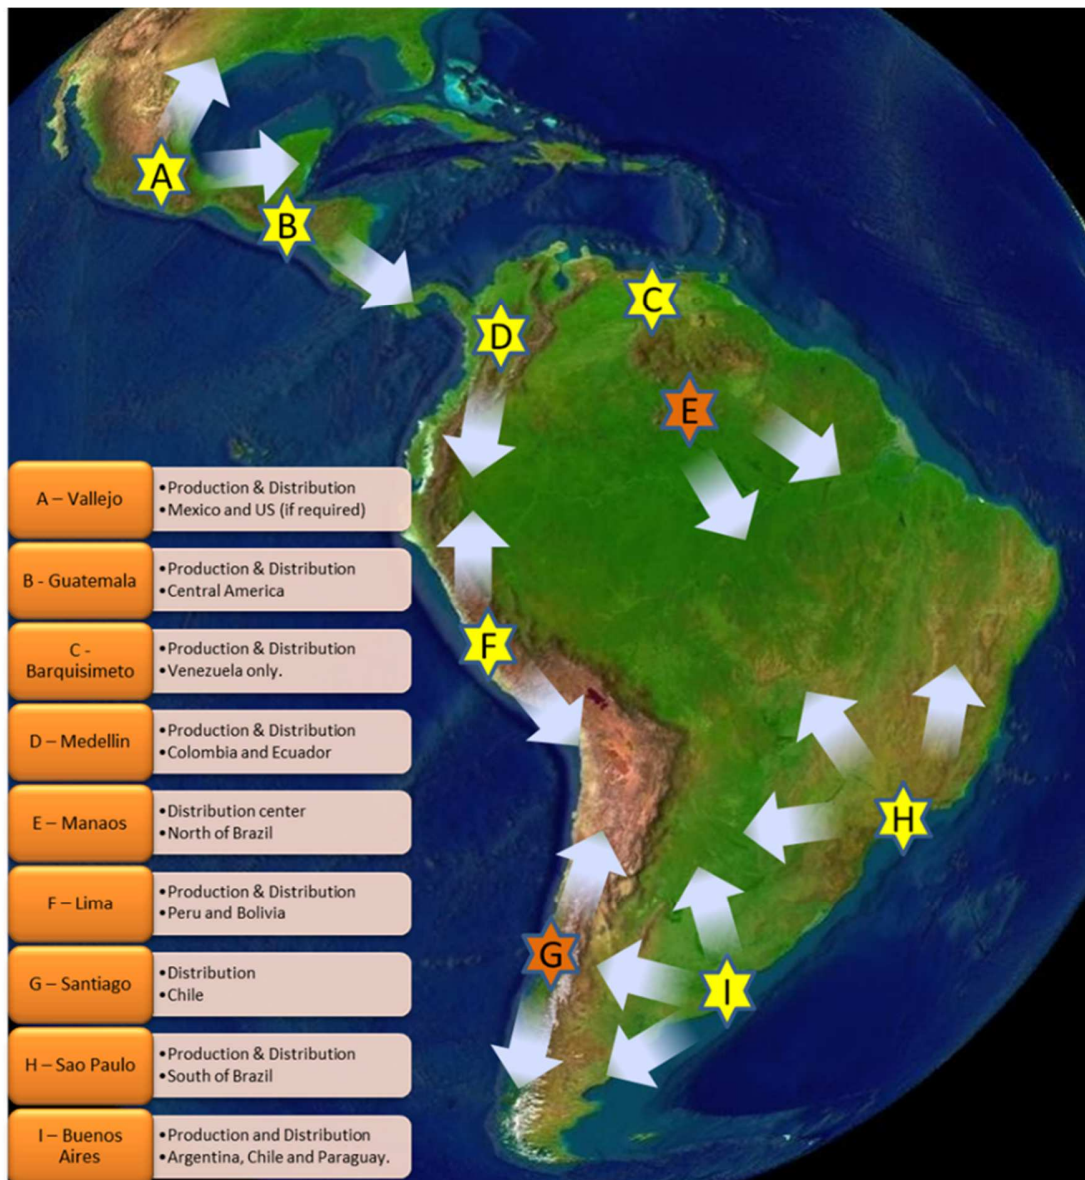 A
B
C
D
E
F
H
G
I
A – Vallejo
•Production & Distribution
•Mexico and US (if required)
B - Guatemala
•Production & Distribution
•Central America
C -
Barquisimeto
•Production & Distribution
•Venezuela only.
D – Medellin
•Production & Distribution
•Colombia and Ecuador
E – Manaos
•Distribution center
•North of Brazil
F – Lima
•Production & Distribution
•Peru and Bolivia
G – Santiago
•Distribution
•Chile
H – Sao Paulo
•Production & Distribution
•South of Brazil
I – Buenos
Aires
•Production and Distribution
•Argentina, Chile and Paraguay.